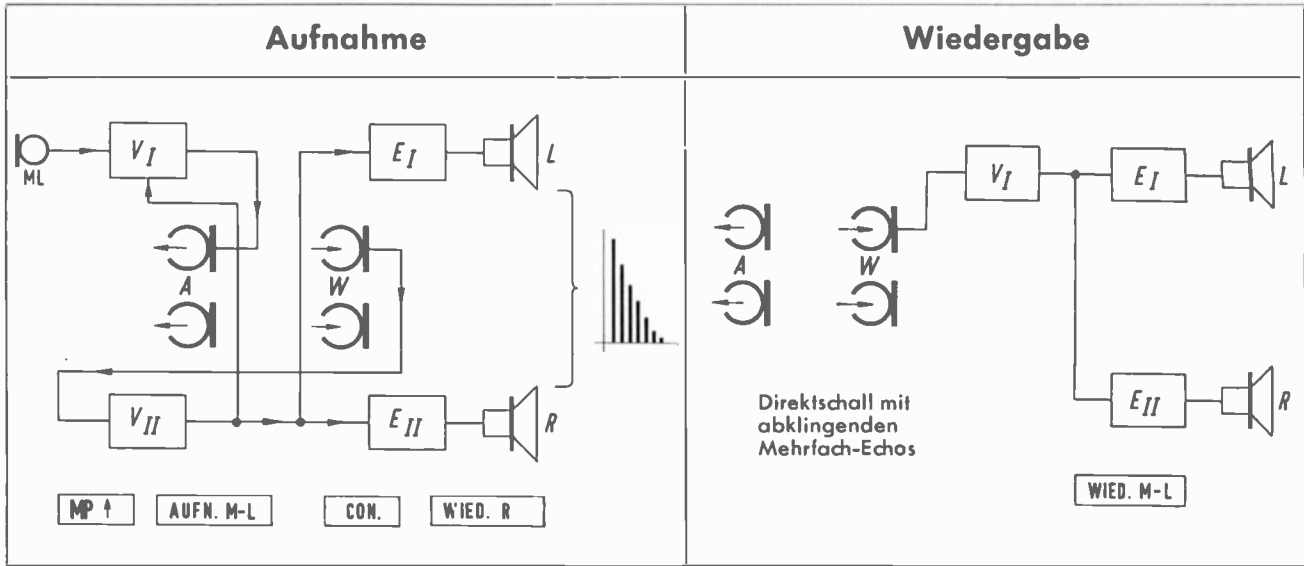 Aufnahme
Wiedergabe
ML
V I
E I
L
A
W
V II
E II
R
MP ↑
AUFN. M-L
CON.
WIED. R
V I
E I
L
A
W
Direktschall mit
abklingenden
Mehrfach-Echos
E II
R
WIED. M-L